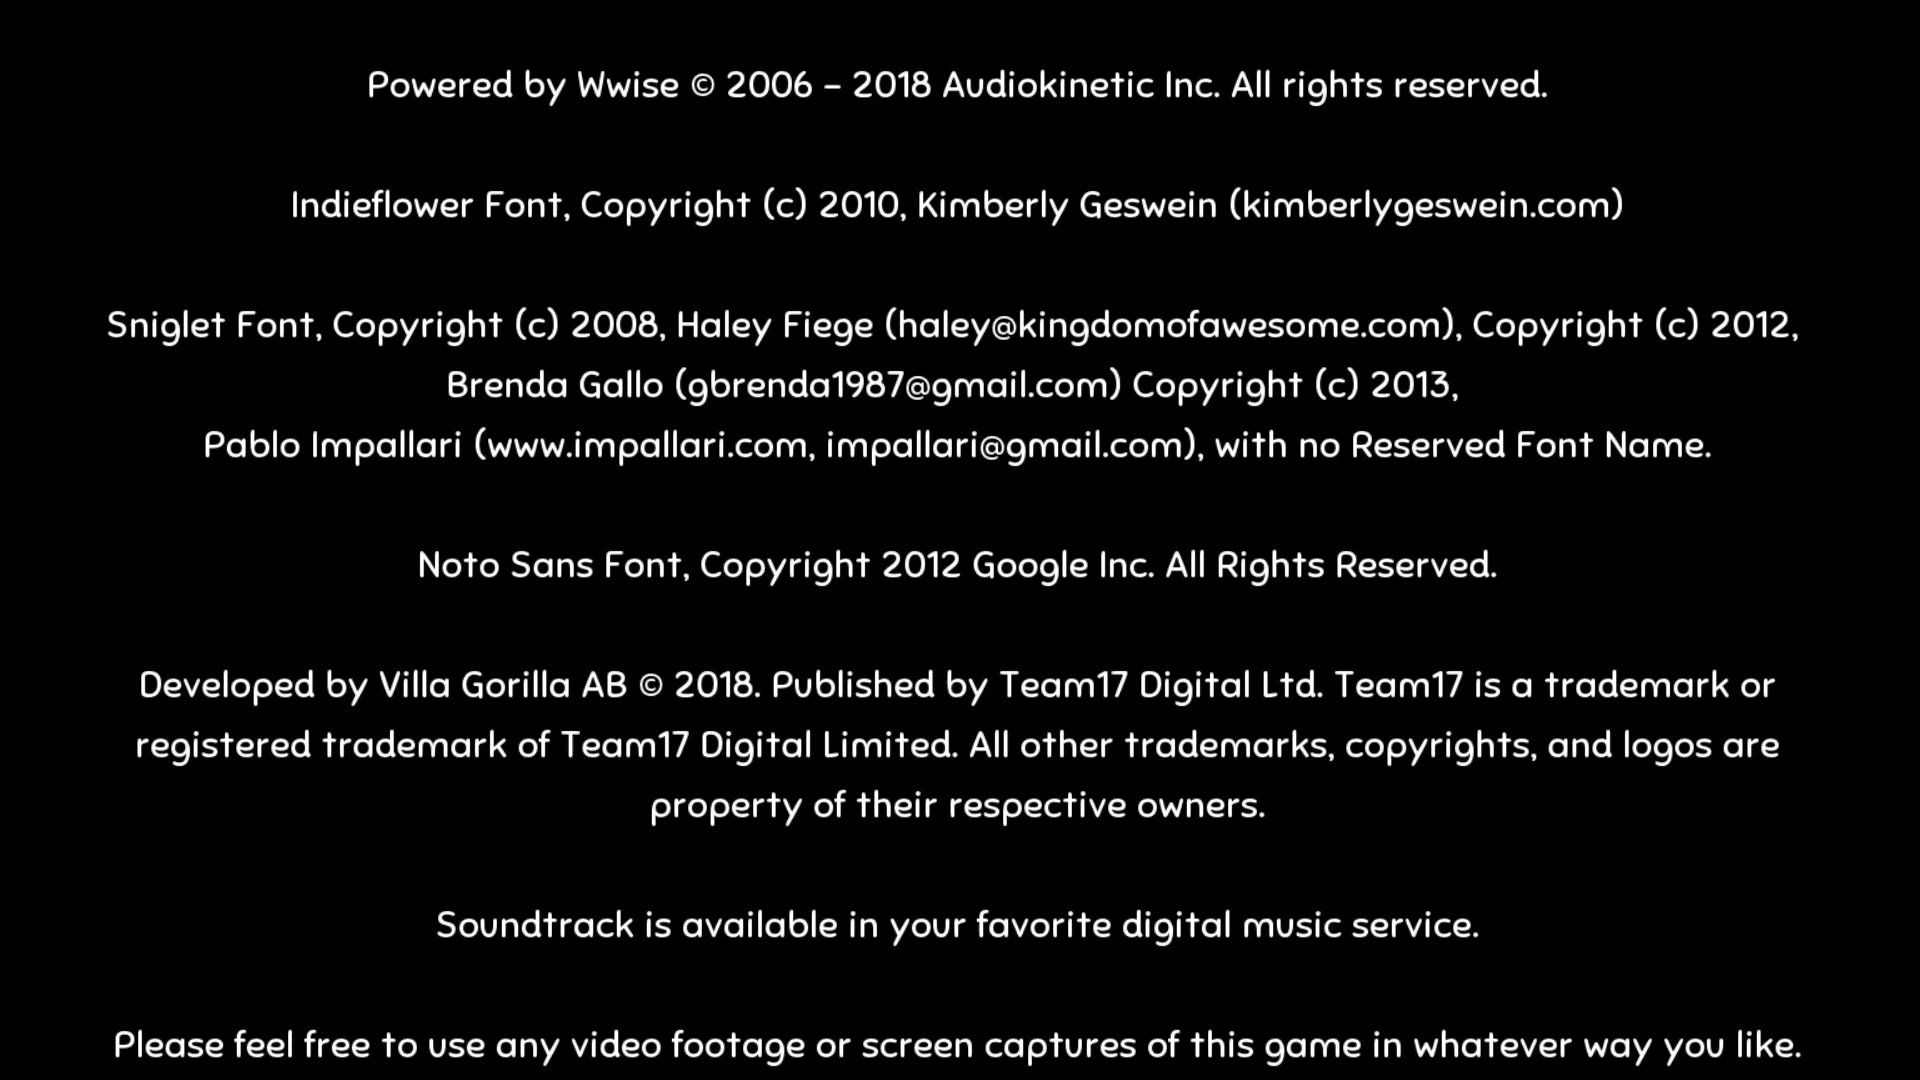 Powered by Wwise © 2006 - 2018 Audiokinetic Inc. All rights reserved.
Indieflower Font, Copyright (c) 2010, Kimberly Geswein (kimberlygeswein.com)
Sniglet Font, Copyright (c) 2008, Haley Fiege (haley@kingdomofawesome.com), Copyright (c) 2012,
Brenda Gallo (gbrenda1987@gmail.com) Copyright (c) 2013,
Pablo Impallari (www.impallari.com, impallari@gmail.com), with no Reserved Font Name.
Noto Sans Font, Copyright 2012 Google Inc. All Rights Reserved.
Developed by Villa Gorilla AB © 2018. Published by Team17 Digital Ltd. Team17 is a trademark or
registered trademark of Team17 Digital Limited. All other trademarks, copyrights, and logos are
property of their respective owners.
Soundtrack is available in your favorite digital music service.
Please feel free to use any video footage or screen captures of this game in whatever way you like.